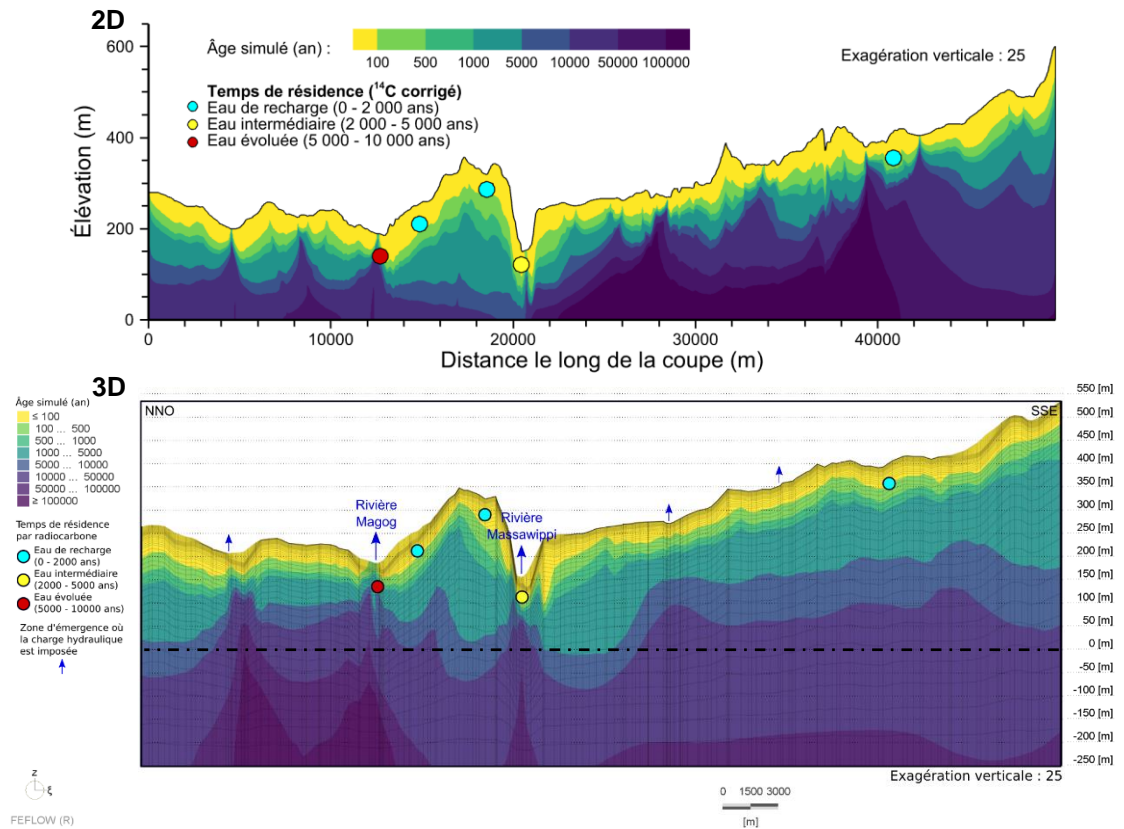 2D
600
400
200
0
Élévation (m)
Âge simulé (an) :
100 500 1000 5000 10000 50000 100000
Exagération verticale : 25
Temps de résidence (¹⁴C corrigé)
Eau de recharge (0 - 2 000 ans)
Eau intermédiaire (2 000 - 5 000 ans)
Eau évoluée (5 000 - 10 000 ans)
0 10000 20000 30000 40000
Distance le long de la coupe (m)
3D
Âge simulé (an)
≤ 100
100 ... 500
500 ... 1000
1000 ... 5000
5000 ... 10000
10000 ... 50000
50000 ... 100000
≥ 100000
Temps de résidence
par radiocarbone
Eau de recharge
(0-2000 ans)
Eau intermédiaire
(2000 - 5000 ans)
Eau évoluée
(5000 - 10000 ans)
Zone d'émergence où
la charge hydraulique
est imposée
NNO
SSE
Rivière
Magog
Rivière
Massawippi
550 [m]
500 [m]
450 [m]
400 [m]
350 [m]
300 [m]
250 [m]
200 [m]
150 [m]
100 [m]
50 [m]
0 [m]
-50 [m]
-100 [m]
-150 [m]
-200 [m]
-250 [m]
Exagération verticale : 25
0 1500 3000
[m]
z
ξ
FEFLOW (R)